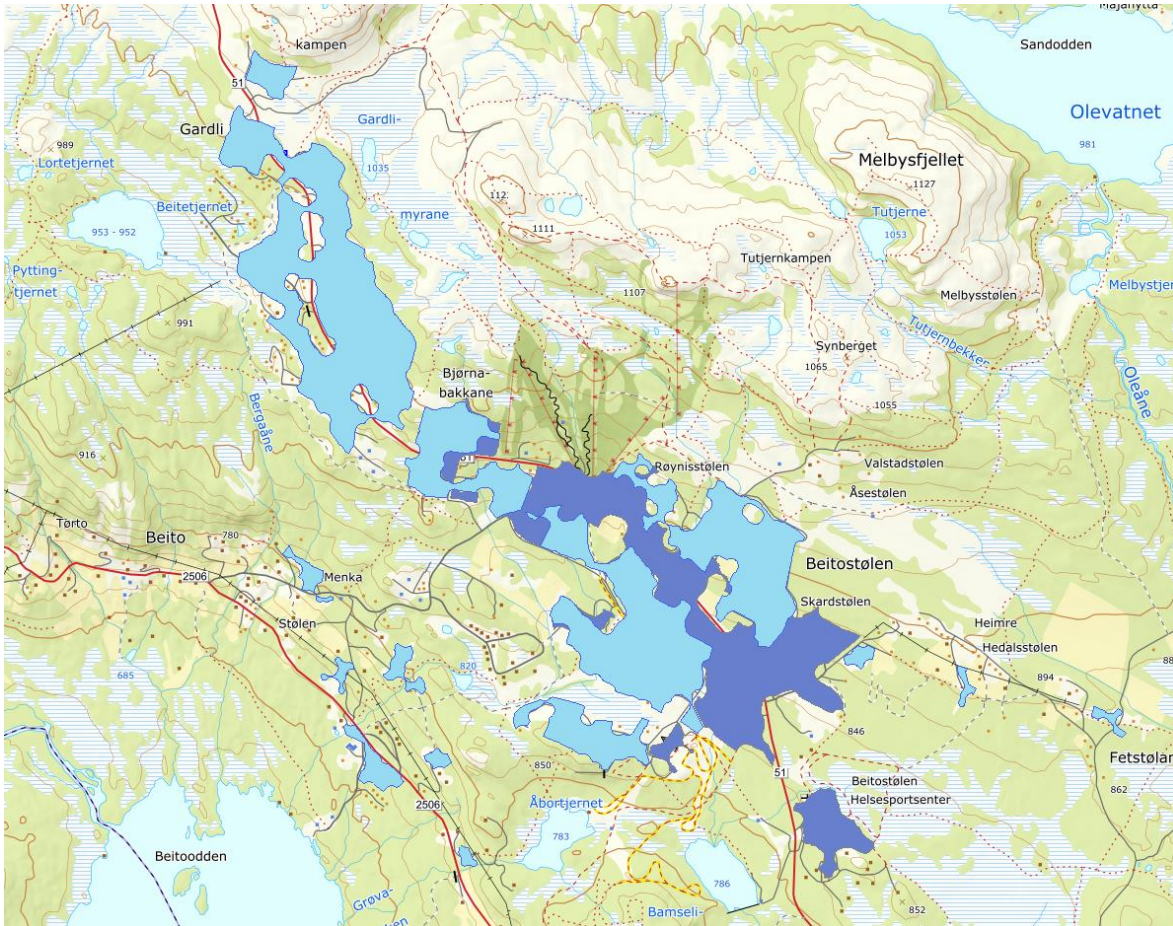 Majahytta
kampen
Sandodden
51
Olevatnet
Gardli
Gardli-
989
981
Lortetjernet
1035
Melbysfjellet
1127
112.
Beitetjernet
myrane
Tutjerne
953 - 952
1111
1053
Tutjernkampen
Pytting-
tjernet
1107
Melbysstølen
Melbystjer
991
Tutjernbekken
Synberget
1065
Bjørna-
bakkane
Oleåne
Bergaåne
1055
916
Røynisstølen
Valstadstølen
Åsestølen
Tørto
Beito
780
Beitostølen
2506
Menka
Skardstølen
Stølen
Heimre
Hedalsstølen
820
685
894
88
846
Fetstølar
51
850
Beitostølen
Helsesportsenter
862
2506
Åbortjernet
783
Beitoodden
786
Grøva-
Bamseli-
852